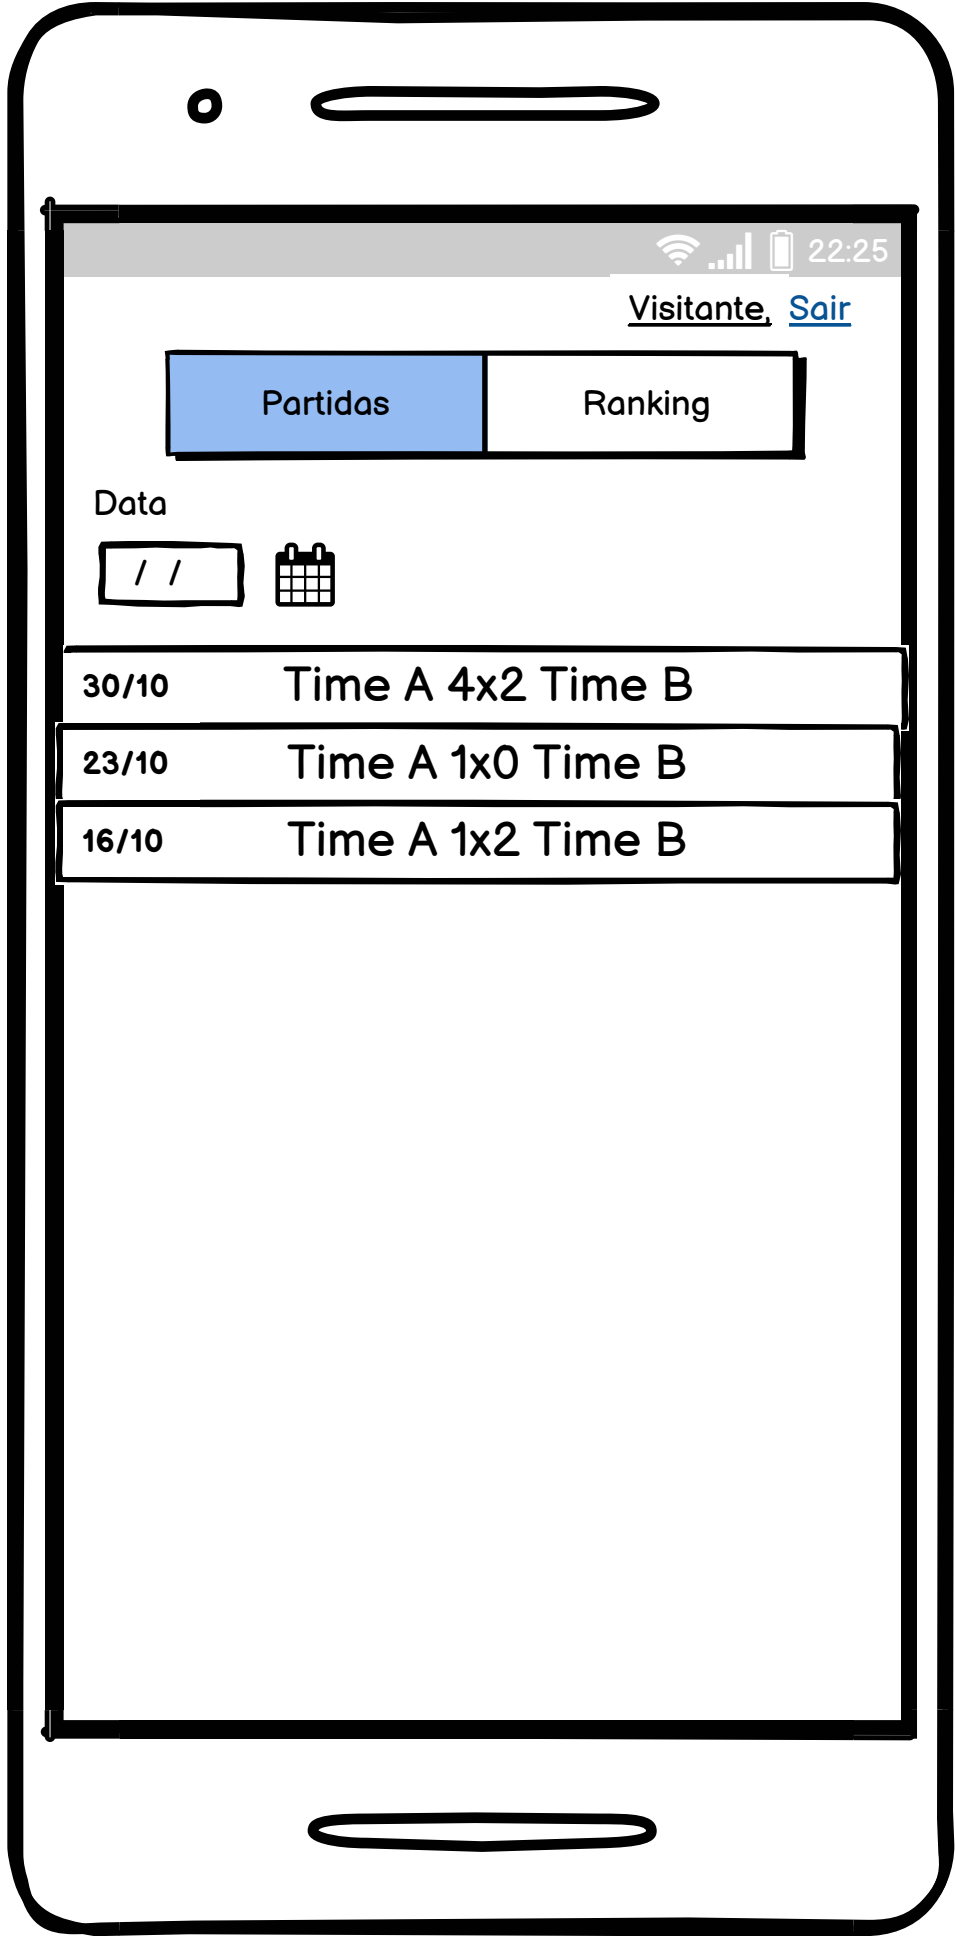 22:25
Visitante, Sair
Partidas Ranking
Data
/ /
30/10 Time A 4x2 Time B
23/10 Time A 1x0 Time B
16/10 Time A 1x2 Time B